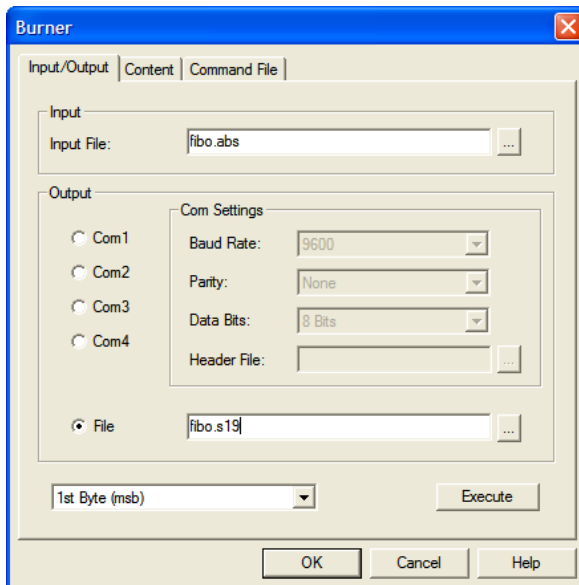 Burner
Input/Output Content Command File
Input
Input File: fibo.abs ...
Output
Com Settings
Com1
Baud Rate: 9600
Com2
Parity: None
Com3
Data Bits: 8 Bits
Com4
Header File: ...
File fibo.s19 ...
1st Byte (msb) Execute
OK Cancel Help